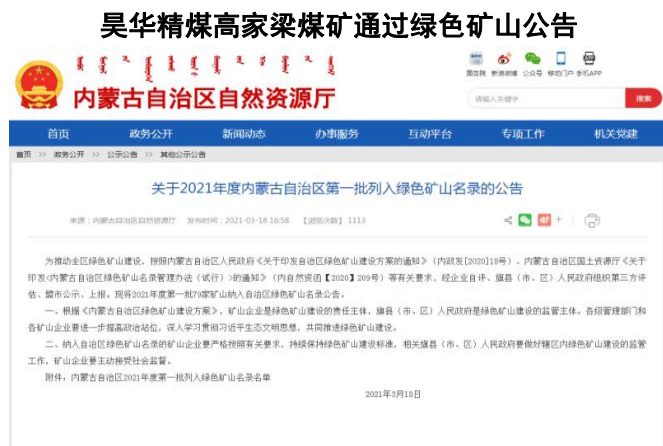 昊华精煤高家梁煤矿通过绿色矿山公告
国务院 新浪微博 公众号 移动门户 手机APP
内蒙古自治区自然资源厅
请输入关键字 搜索
首页 政务公开 新闻动态 办事服务 互动平台 专项工作 机关党建
首页 >> 政务公开 >> 公示公告 >> 其他公示公告
关于2021年度内蒙古自治区第一批列入绿色矿山名录的公告
来源：内蒙古自治区自然资源厅 发布时间：2021-03-18 16:58 【浏览次数】 1113
为推动全区绿色矿山建设，按照内蒙古自治区人民政府《关于印发自治区绿色矿山建设方案的通知》（内政发[2020]18号）、内蒙古自治区国土资源厅《关于
印发<内蒙古自治区绿色矿山名录管理办法（试行）>的通知》（内自然资函【2020】209号）等有关要求，经企业自评、旗县（市、区）人民政府组织第三方评
估、盟市公示、上报，现将2021年度第一批79家矿山纳入自治区绿色矿山名录公告。
一、根据《内蒙古自治区绿色矿山建设方案》，矿山企业是绿色矿山建设的责任主体，旗县（市、区）人民政府是绿色矿山建设的监管主体，各级管理部门和
各矿山企业要进一步提高政治站位，深入学习贯彻习近平生态文明思想，共同推进绿色矿山建设。
二、纳入自治区绿色矿山名录的矿山企业要严格按照有关要求，持续保持绿色矿山建设标准，相关旗县（市、区）人民政府要做好辖区内绿色矿山建设的监管
工作，矿山企业要主动接受社会监督。
附件，内蒙古自治区2021年度第一批列入绿色矿山名录名单
2021年3月18日